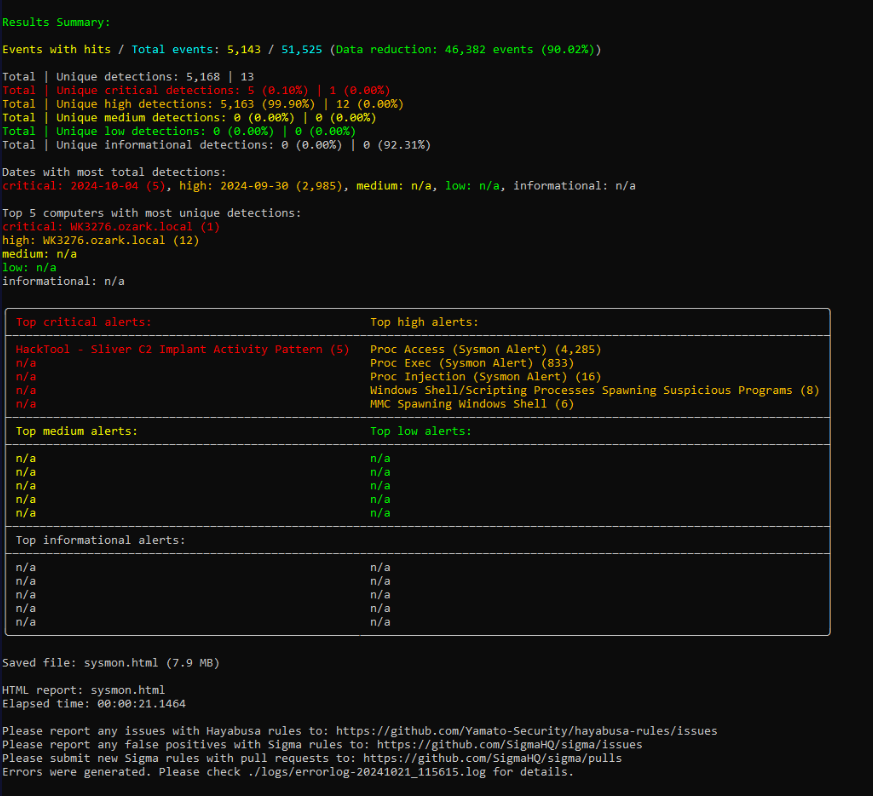 Results Summary:
Events with hits / Total events: 5,143 / 51,525 (Data reduction: 46,382 events (90.02%))
Total | Unique detections: 5,168 | 13
Total | Unique critical detections: 5 (0.10%) | 1 (0.00%)
Total | Unique high detections: 5,163 (99.90%) | 12 (0.00%)
Total | Unique medium detections: 0 (0.00%) | 0 (0.00%)
Total | Unique low detections: 0 (0.00%) | 0 (0.00%)
Total | Unique informational detections: 0 (0.00%) | 0 (92.31%)
Dates with most total detections:
critical: 2024-10-04 (5), high: 2024-09-30 (2,985), medium: n/a, low: n/a, informational: n/a
Top 5 computers with most unique detections:
critical: WK3276.ozark.local (1)
high: WK3276.ozark.local (12)
medium: n/a
low: n/a
informational: n/a
Top critical alerts: Top high alerts:
HackTool - Sliver C2 Implant Activity Pattern (5) Proc Access (Sysmon Alert) (4,285)
n/a Proc Exec (Sysmon Alert) (833)
n/a Proc Injection (Sysmon Alert) (16)
n/a Windows Shell/Scripting Processes Spawning Suspicious Programs (8)
n/a MMC Spawning Windows Shell (6)
Top medium alerts: Top low alerts:
n/a n/a
n/a n/a
n/a n/a
n/a n/a
n/a n/a
Top informational alerts:
n/a n/a
n/a n/a
n/a n/a
n/a n/a
n/a n/a
Saved file: sysmon.html (7.9 MB)
HTML report: sysmon.html
Elapsed time: 00:00:21.1464
Please report any issues with Hayabusa rules to: https://github.com/Yamato-Security/hayabusa-rules/issues
Please report any false positives with Sigma rules to: https://github.com/SigmaHQ/sigma/issues
Please submit new Sigma rules with pull requests to: https://github.com/SigmaHQ/sigma/pulls
Errors were generated. Please check ./logs/errorlog-20241021_115615.log for details.